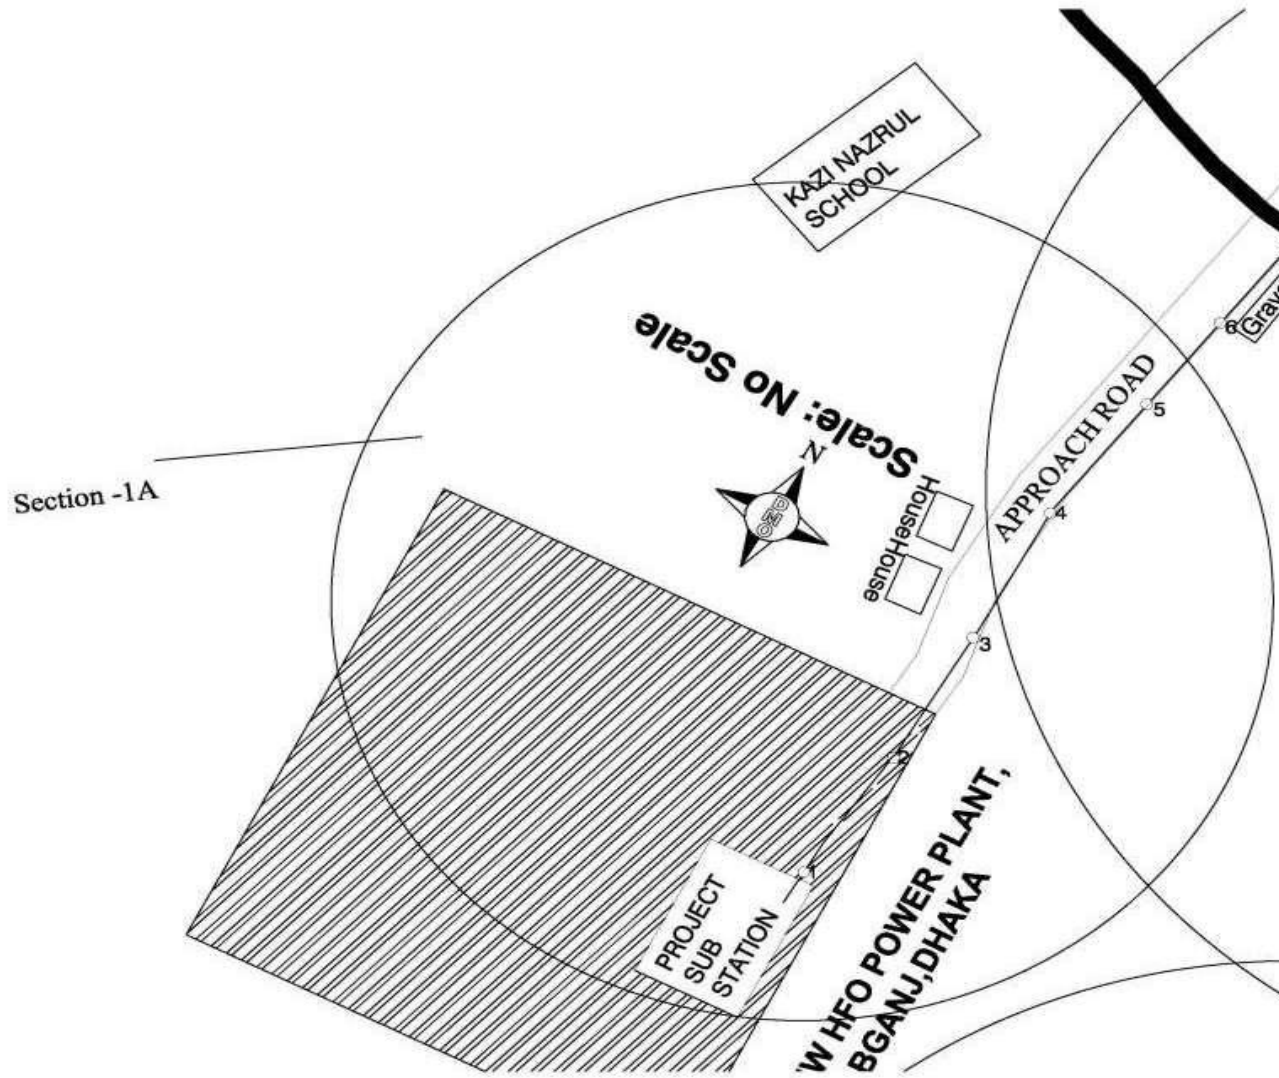 KAZI NAZRUL
SCHOOL
Scale: No Scale
N
Section -1A
House
House
APPROACH ROAD
6
5
4
3
2
1
PROJECT
SUB
STATION
W HFO POWER PLANT,
BGANJ,DHAKA